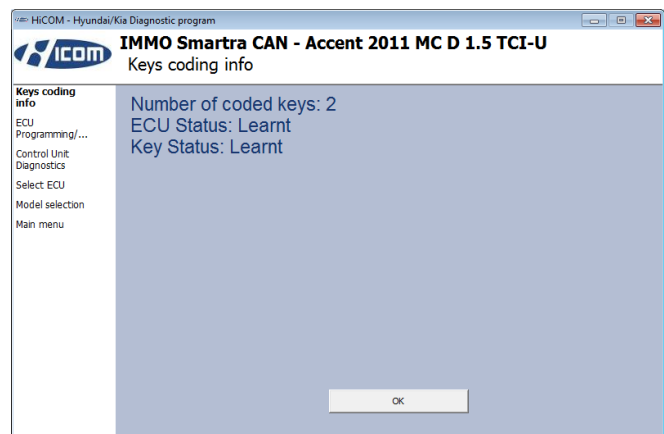 HiCOM - Hyundai/Kia Diagnostic program
Hicom
IMMO Smartra CAN - Accent 2011 MC D 1.5 TCI-U
Keys coding info
Keys coding
info
ECU
Programming/...
Control Unit
Diagnostics
Select ECU
Model selection
Main menu
Number of coded keys: 2
ECU Status: Learnt
Key Status: Learnt
OK